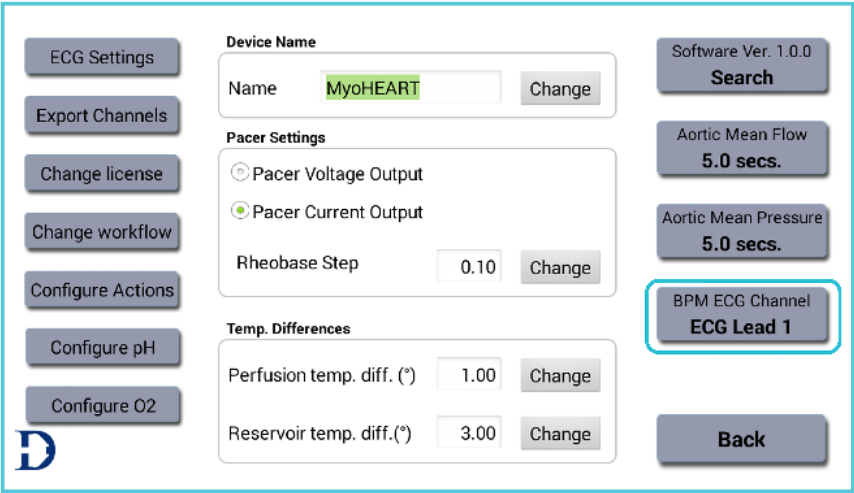 ECG Settings
Export Channels
Change license
Change workflow
Configure Actions
Configure pH
Configure O2
Device Name
Name MyoHEART Change
Pacer Settings
Pacer Voltage Output
Pacer Current Output
Rheobase Step 0.10 Change
Temp. Differences
Perfusion temp. diff. (°) 1.00 Change
Reservoir temp. diff.(°) 3.00 Change
Software Ver. 1.0.0
Search
Aortic Mean Flow
5.0 secs.
Aortic Mean Pressure
5.0 secs.
BPM ECG Channel
ECG Lead 1
Back